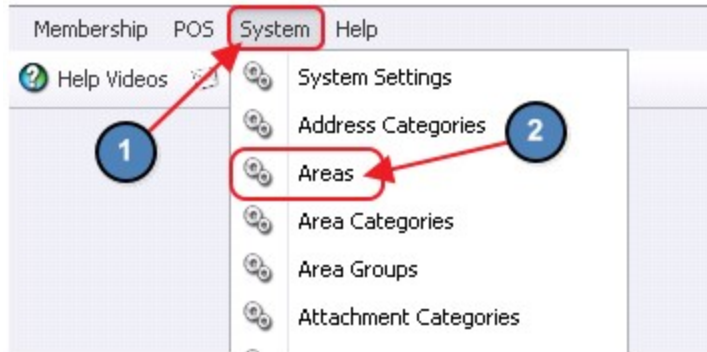 Membership POS System Help
Help Videos
System Settings
Address Categories
2
1
Areas
Area Categories
Area Groups
Attachment Categories